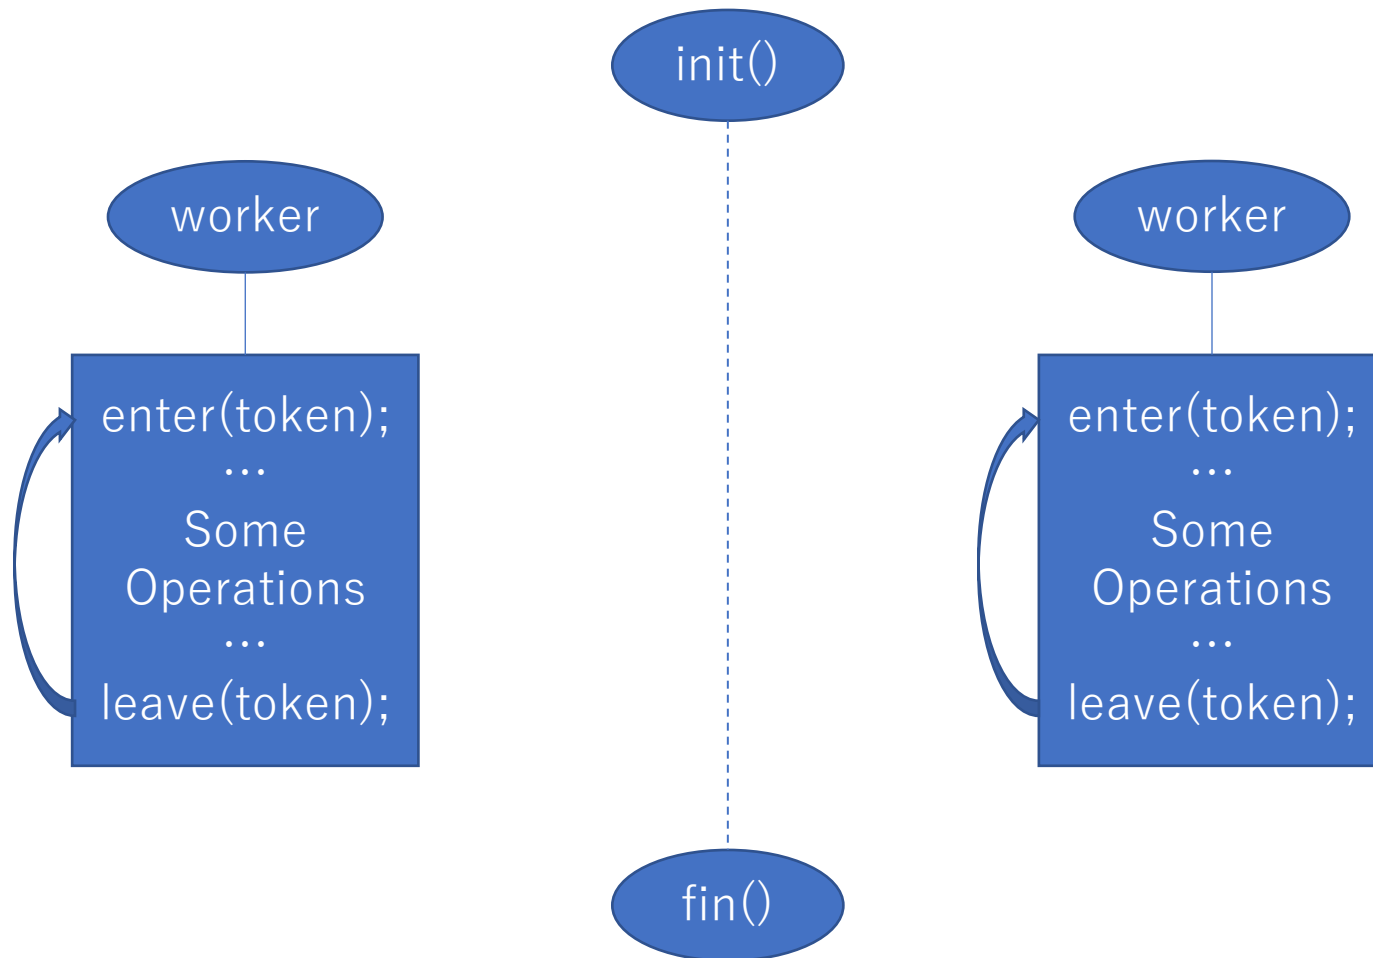 init()
worker
enter(token);
...
Some
Operations
...
leave(token);
worker
enter(token);
...
Some
Operations
...
leave(token);
fin()